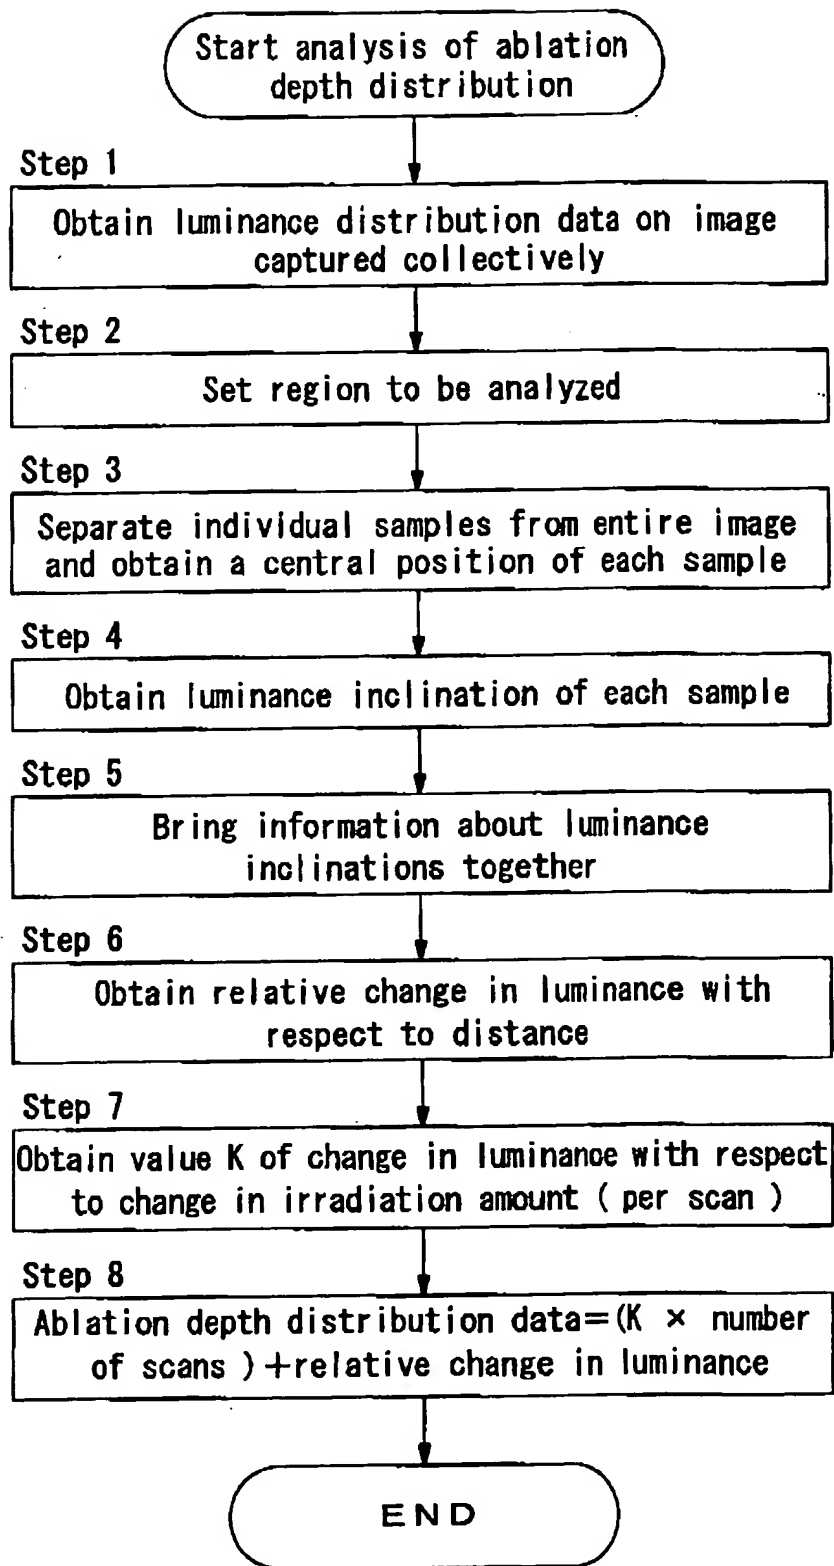 Start analysis of ablation
depth distribution
Step 1
Obtain luminance distribution data on image
captured collectively
Step 2
Set region to be analyzed
Step 3
Separate individual samples from entire image
and obtain a central position of each sample
Step 4
Obtain luminance inclination of each sample
Step 5
Bring information about luminance
inclinations together
Step 6
Obtain relative change in luminance with
respect to distance
Step 7
Obtain value K of change in luminance with respect
to change in irradiation amount ( per scan )
Step 8
Ablation depth distribution data=(K × number
of scans )+relative change in luminance
END